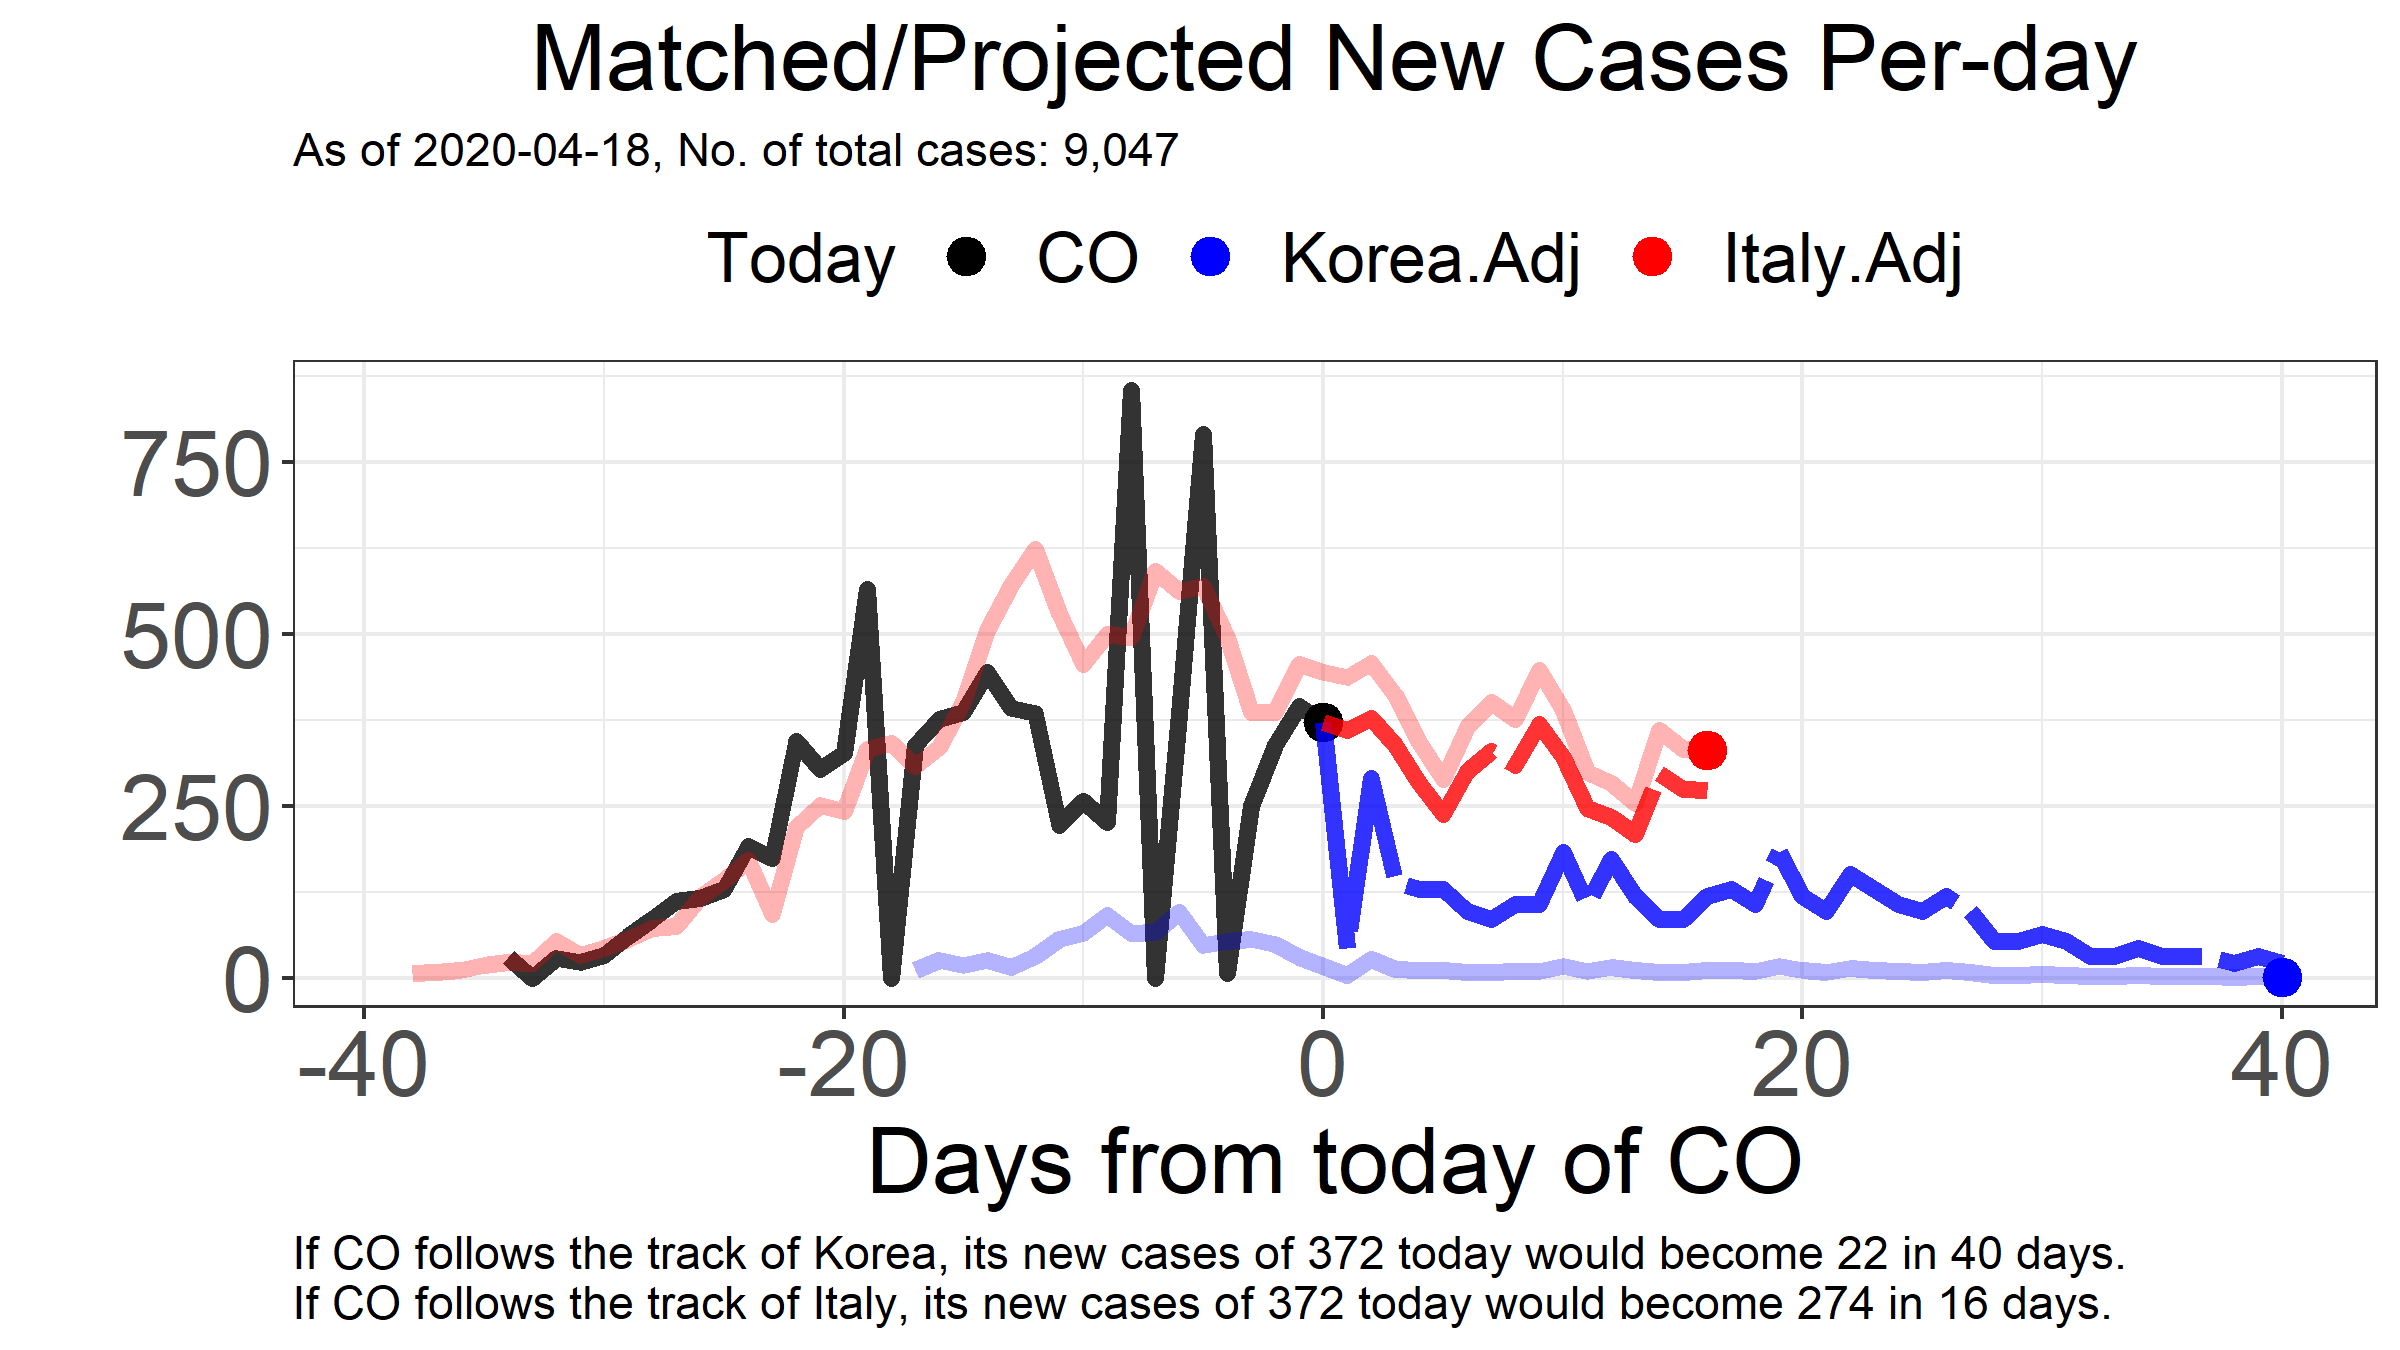 Matched/Projected New Cases Per-day
As of 2020-04-18, No. of total cases: 9,047
Today CO Korea.Adj Italy.Adj
750
500
250
0
-40 -20 0 20 40
Days from today of CO
If CO follows the track of Korea, its new cases of 372 today would become 22 in 40 days.
If CO follows the track of Italy, its new cases of 372 today would become 274 in 16 days.